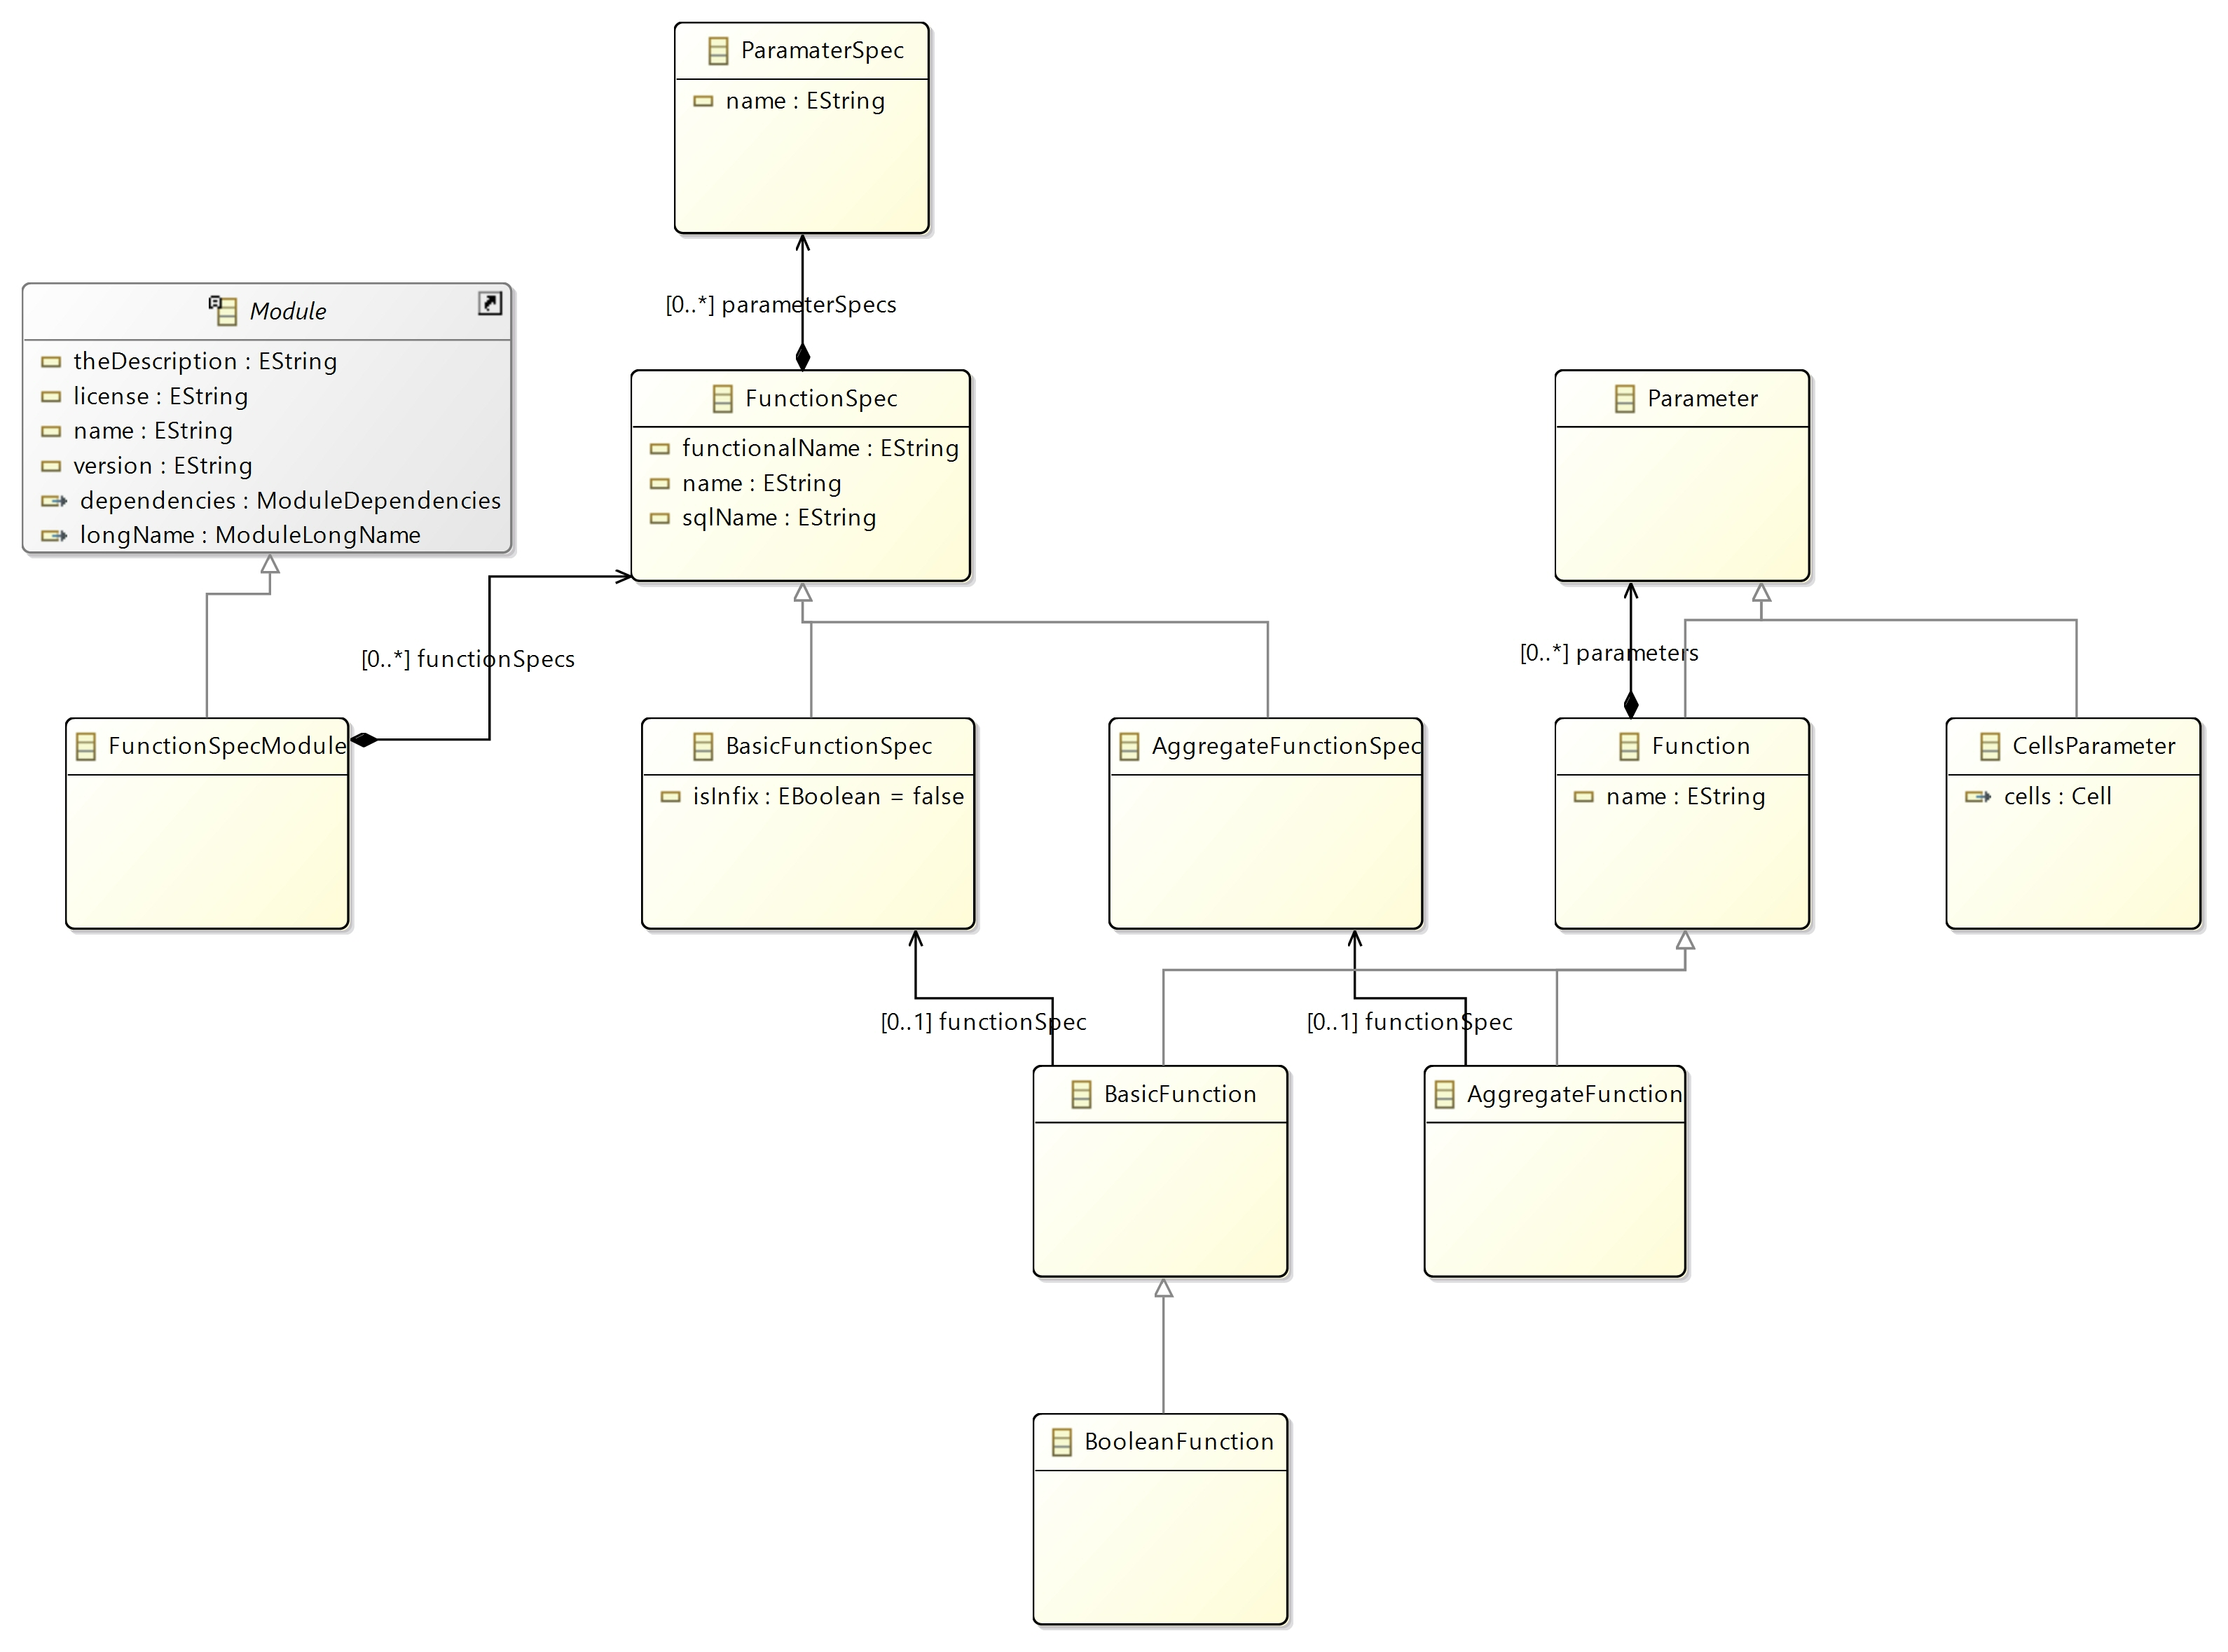 ParamaterSpec
name : EString
[0..*] parameterSpecs
Module
theDescription : EString
license : EString
name : EString
version : EString
dependencies : ModuleDependencies
longName : ModuleLongName
FunctionSpec
functionalName : EString
name : EString
sqlName : EString
Parameter
[0..*] functionSpecs
[0..*] parameters
FunctionSpecModule
BasicFunctionSpec
isInfix : EBoolean = false
AggregateFunctionSpec
Function
name : EString
CellsParameter
cells : Cell
[0..1] functionSpec
[0..1] functionSpec
BasicFunction
AggregateFunction
BooleanFunction